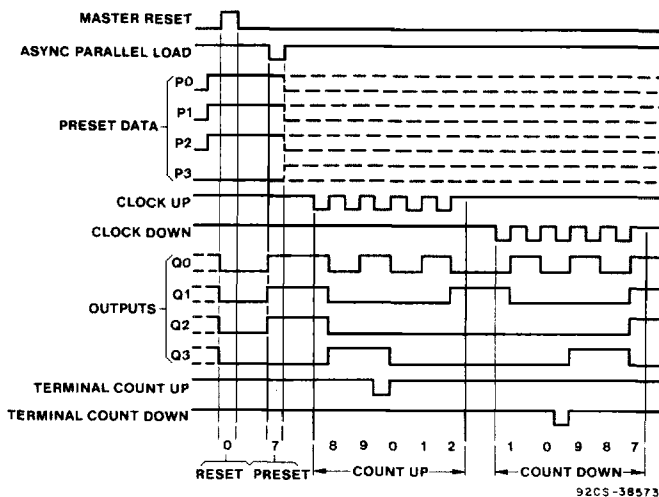 MASTER RESET
ASYNC PARALLEL LOAD
P0
P1
PRESET DATA
P2
P3
CLOCK UP
CLOCK DOWN
Q0
Q1
OUTPUTS
Q2
Q3
TERMINAL COUNT UP
TERMINAL COUNT DOWN
0 7 8 9 0 1 2 1 0 9 8 7
RESET PRESET COUNT UP COUNT DOWN
92CS-38573